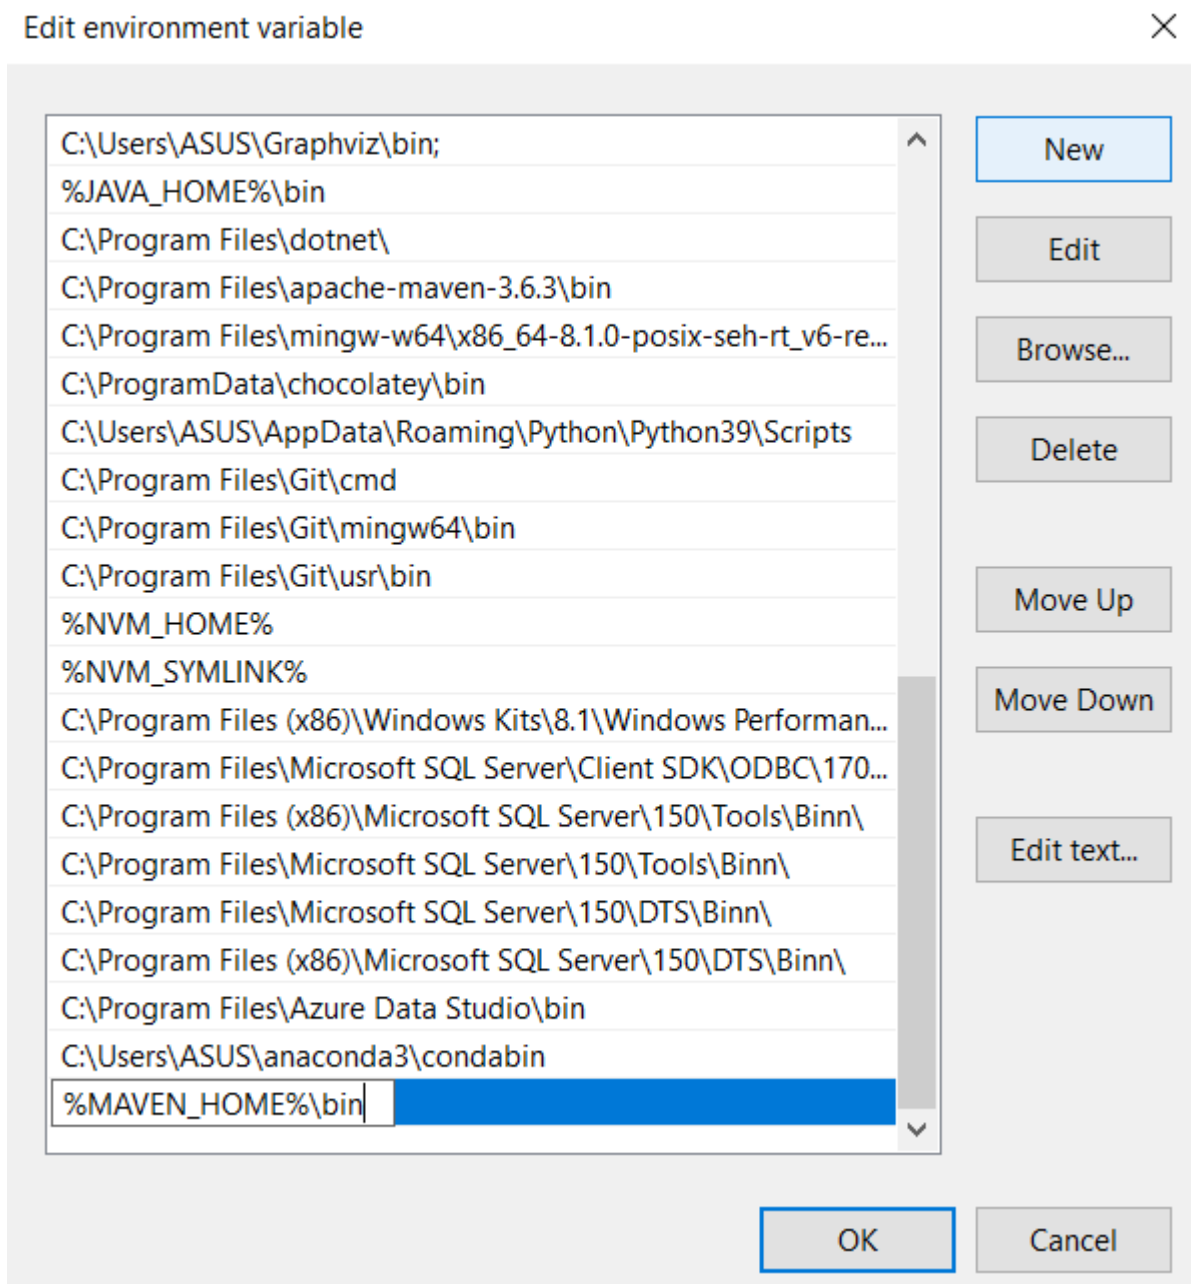 Edit environment variable
C:\Users\ASUS\Graphviz\bin;
%JAVA_HOME%\bin
C:\Program Files\dotnet\
C:\Program Files\apache-maven-3.6.3\bin
C:\Program Files\mingw-w64\x86_64-8.1.0-posix-seh-rt_v6-re...
C:\ProgramData\chocolatey\bin
C:\Users\ASUS\AppData\Roaming\Python\Python39\Scripts
C:\Program Files\Git\cmd
C:\Program Files\Git\mingw64\bin
C:\Program Files\Git\usr\bin
%NVM_HOME%
%NVM_SYMLINK%
C:\Program Files (x86)\Windows Kits\8.1\Windows Performan...
C:\Program Files\Microsoft SQL Server\Client SDK\ODBC\170...
C:\Program Files (x86)\Microsoft SQL Server\150\Tools\Binn\
C:\Program Files\Microsoft SQL Server\150\Tools\Binn\
C:\Program Files\Microsoft SQL Server\150\DTS\Binn\
C:\Program Files (x86)\Microsoft SQL Server\150\DTS\Binn\
C:\Program Files\Azure Data Studio\bin
C:\Users\ASUS\anaconda3\condabin
%MAVEN_HOME%\bin
New
Edit
Browse...
Delete
Move Up
Move Down
Edit text...
OK
Cancel